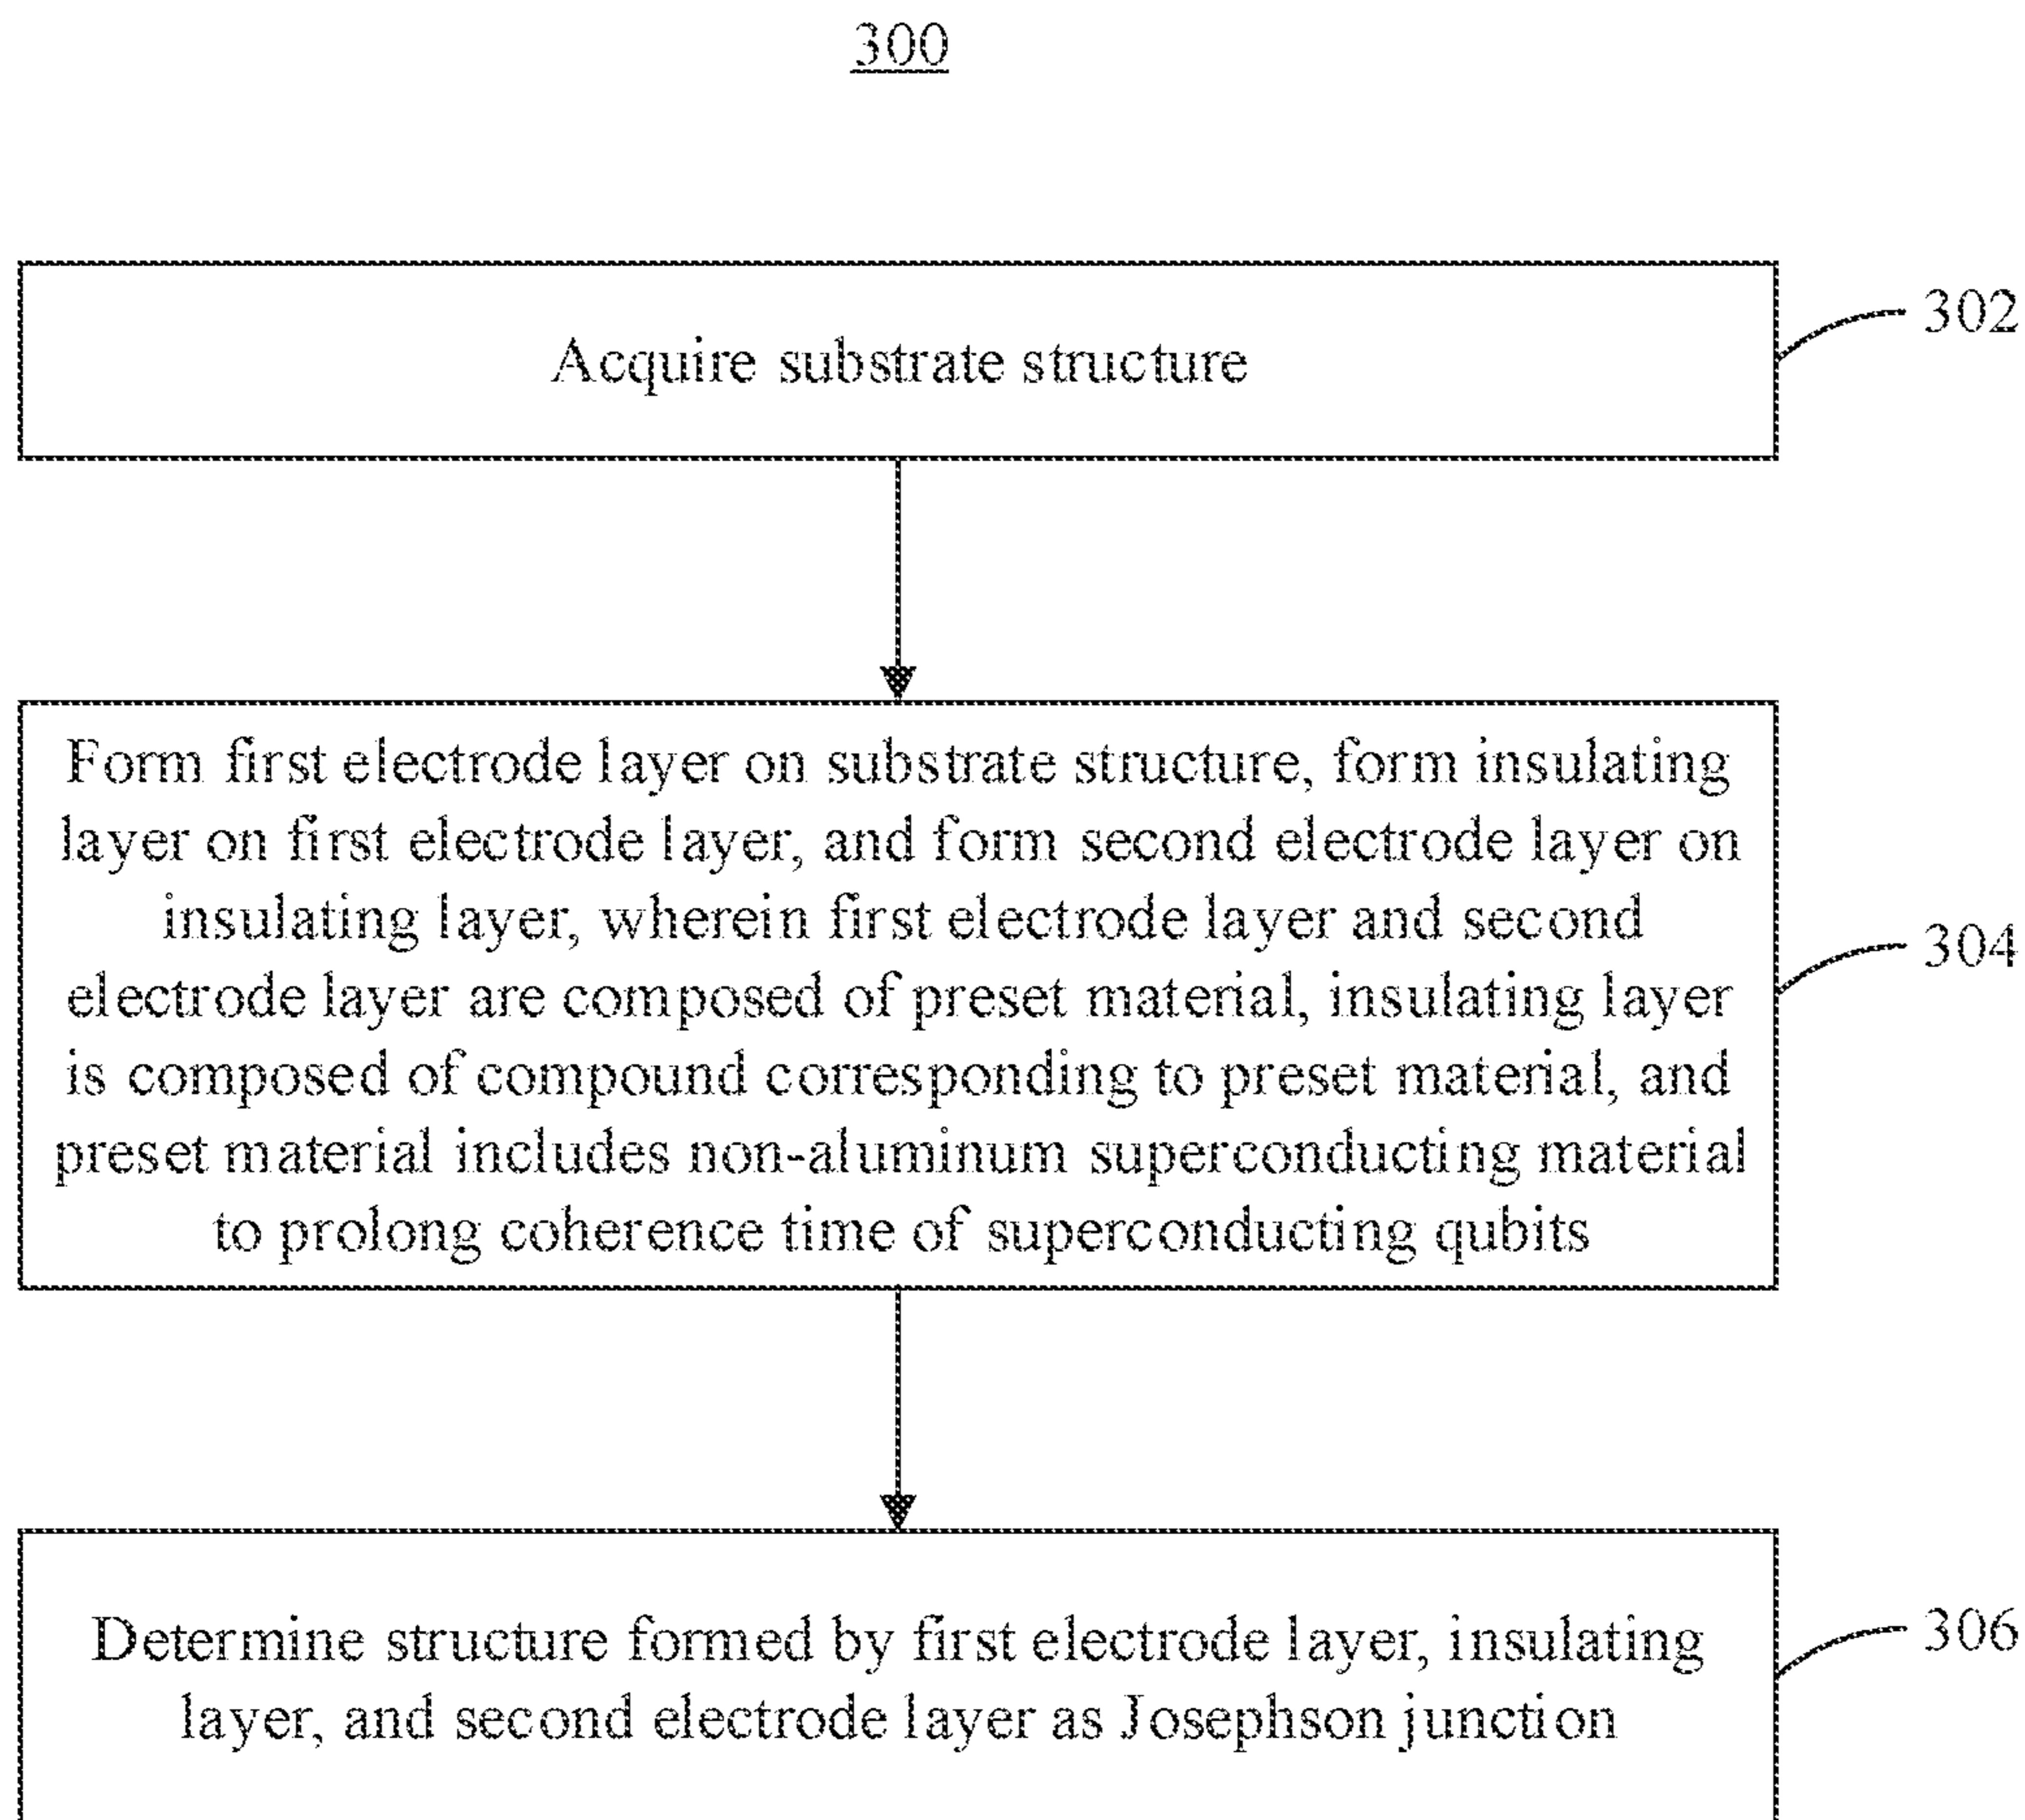 300
Acquire substrate structure
302
Form first electrode layer on substrate structure, form insulating
layer on first electrode layer, and form second electrode layer on
insulating layer, wherein first electrode layer and second
electrode layer are composed of preset material, insulating layer
is composed of compound corresponding to preset material, and
preset material includes non-aluminum superconducting material
to prolong coherence time of superconducting qubits
304
Determine structure formed by first electrode layer, insulating
layer, and second electrode layer as Josephson junction
306